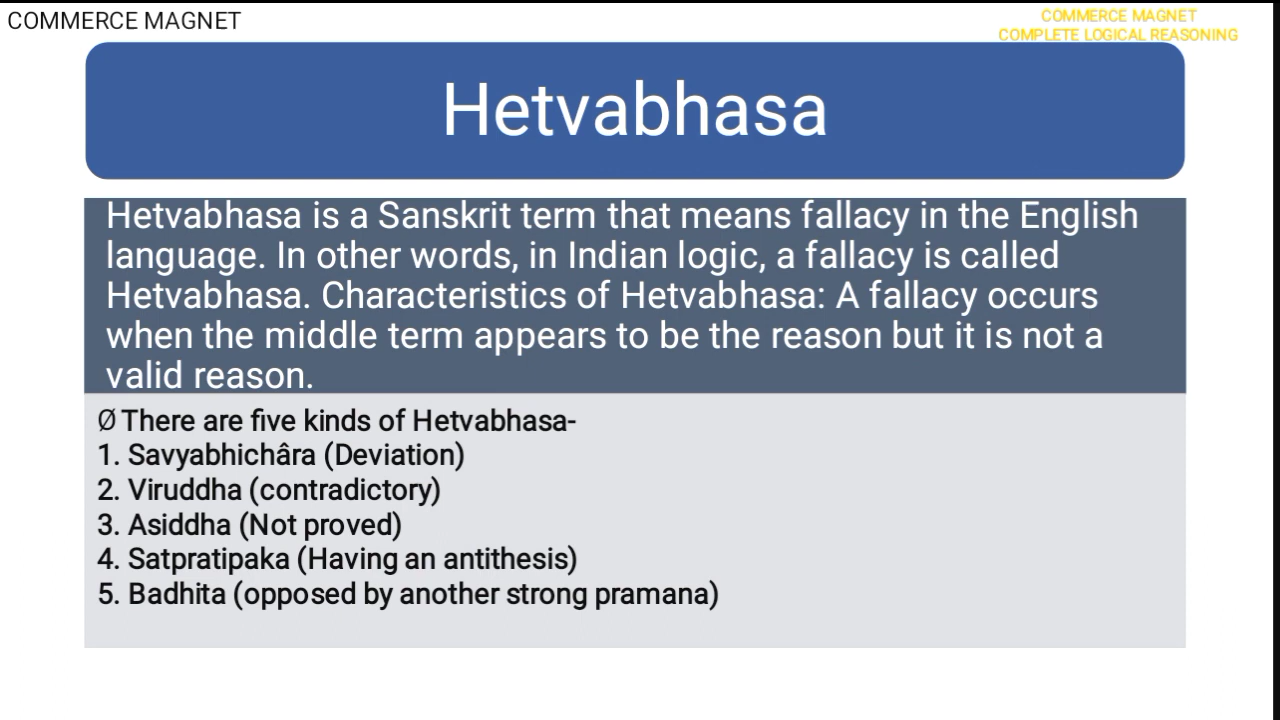 COMMERCE MAGNET
COMMERCE MAGNET
COMPLETE LOGICAL REASONING
Hetvabhasa
Hetvabhasa is a Sanskrit term that means fallacy in the English
language. In other words, in Indian logic, a fallacy is called
Hetvabhasa. Characteristics of Hetvabhasa: A fallacy occurs
when the middle term appears to be the reason but it is not a
valid reason.
Ø There are five kinds of Hetvabhasa-
1. Savyabhichâra (Deviation)
2. Viruddha (contradictory)
3. Asiddha (Not proved)
4. Satpratipaka (Having an antithesis)
5. Badhita (opposed by another strong pramana)